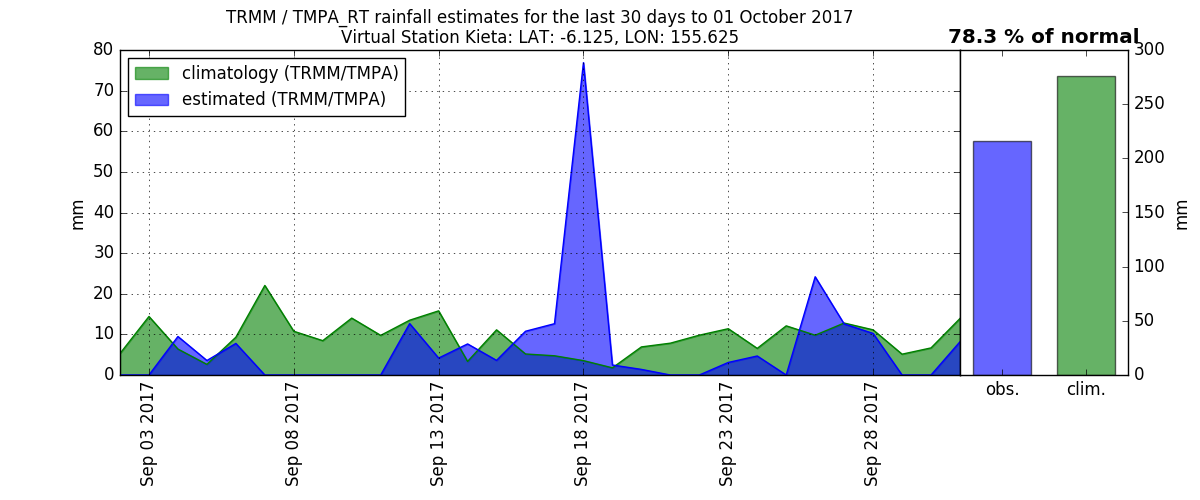 TRMM / TMPA_RT rainfall estimates for the last 30 days to 01 October 2017
Virtual Station Kieta: LAT: -6.125, LON: 155.625
78.3 % of normal
climatology (TRMM/TMPA)
estimated (TRMM/TMPA)
80
70
60
50
40
30
20
10
0
mm
Sep 03 2017
Sep 08 2017
Sep 13 2017
Sep 18 2017
Sep 23 2017
Sep 28 2017
300
250
200
150
100
50
0
mm
obs.
clim.